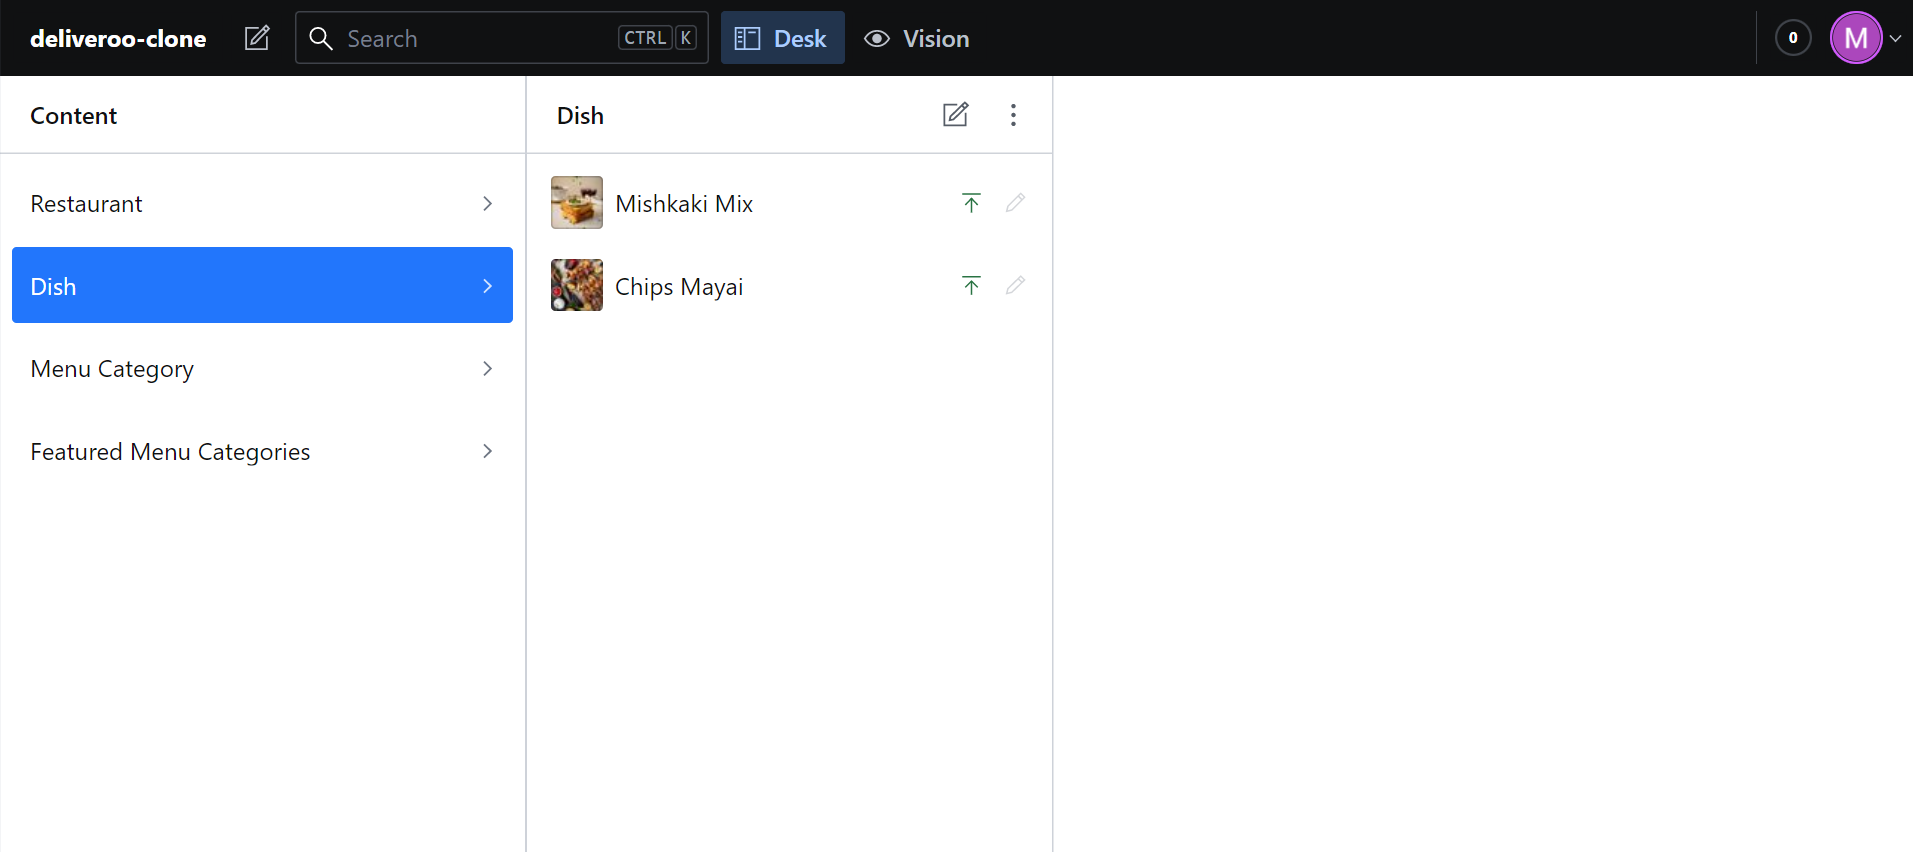 deliveroo-clone Search CTRL K Desk Vision 0 M
Content
Restaurant
Dish
Menu Category
Featured Menu Categories
Dish
Mishkaki Mix
Chips Mayai